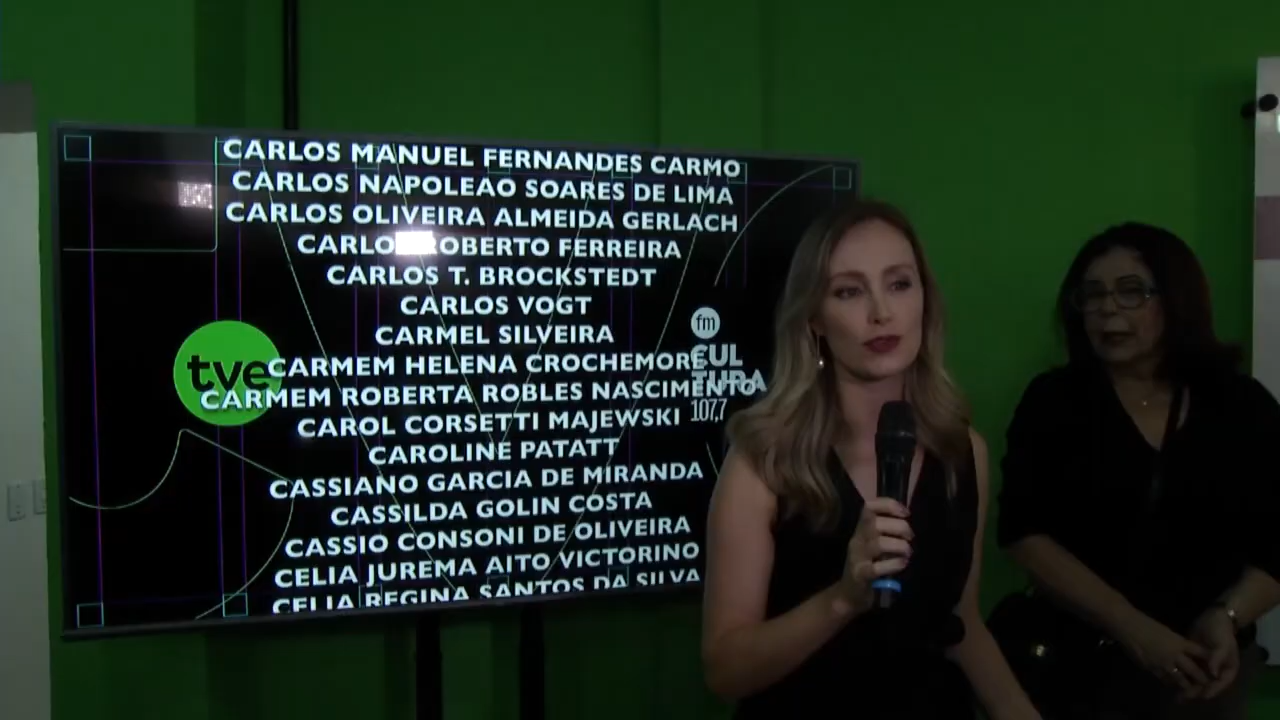 CARLOS MANUEL FERNANDES CARMO
CARLOS NAPOLEAO SOARES DE LIMA
CARLOS OLIVEIRA ALMEIDA GERLACH
CARLOS ROBERTO FERREIRA
CARLOS T. BROCKSTEDT
CARLOS VOGT
CARMEL SILVEIRA
CARMEM HELENA CROCHEMORE
CARMEM ROBERTA ROBLES NASCIMENTO
CAROL CORSETTI MAJEWSKI
CAROLINE PATATT
CASSIANO GARCIA DE MIRANDA
CASSILDA GOLIN COSTA
CASSIO CONSONI DE OLIVEIRA
CELIA JUREMA AITO VICTORINO
CELIA REGINA SANTOS DA SILVA
tve
fm
CUL
TURA
107,7